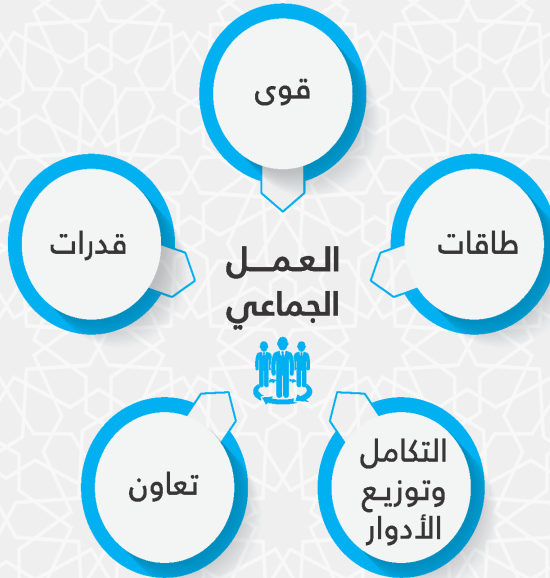 قوى
طاقات
قدرات
العمـــل
الجماعي
التكامل
وتوزيع
الأدوار
تعاون